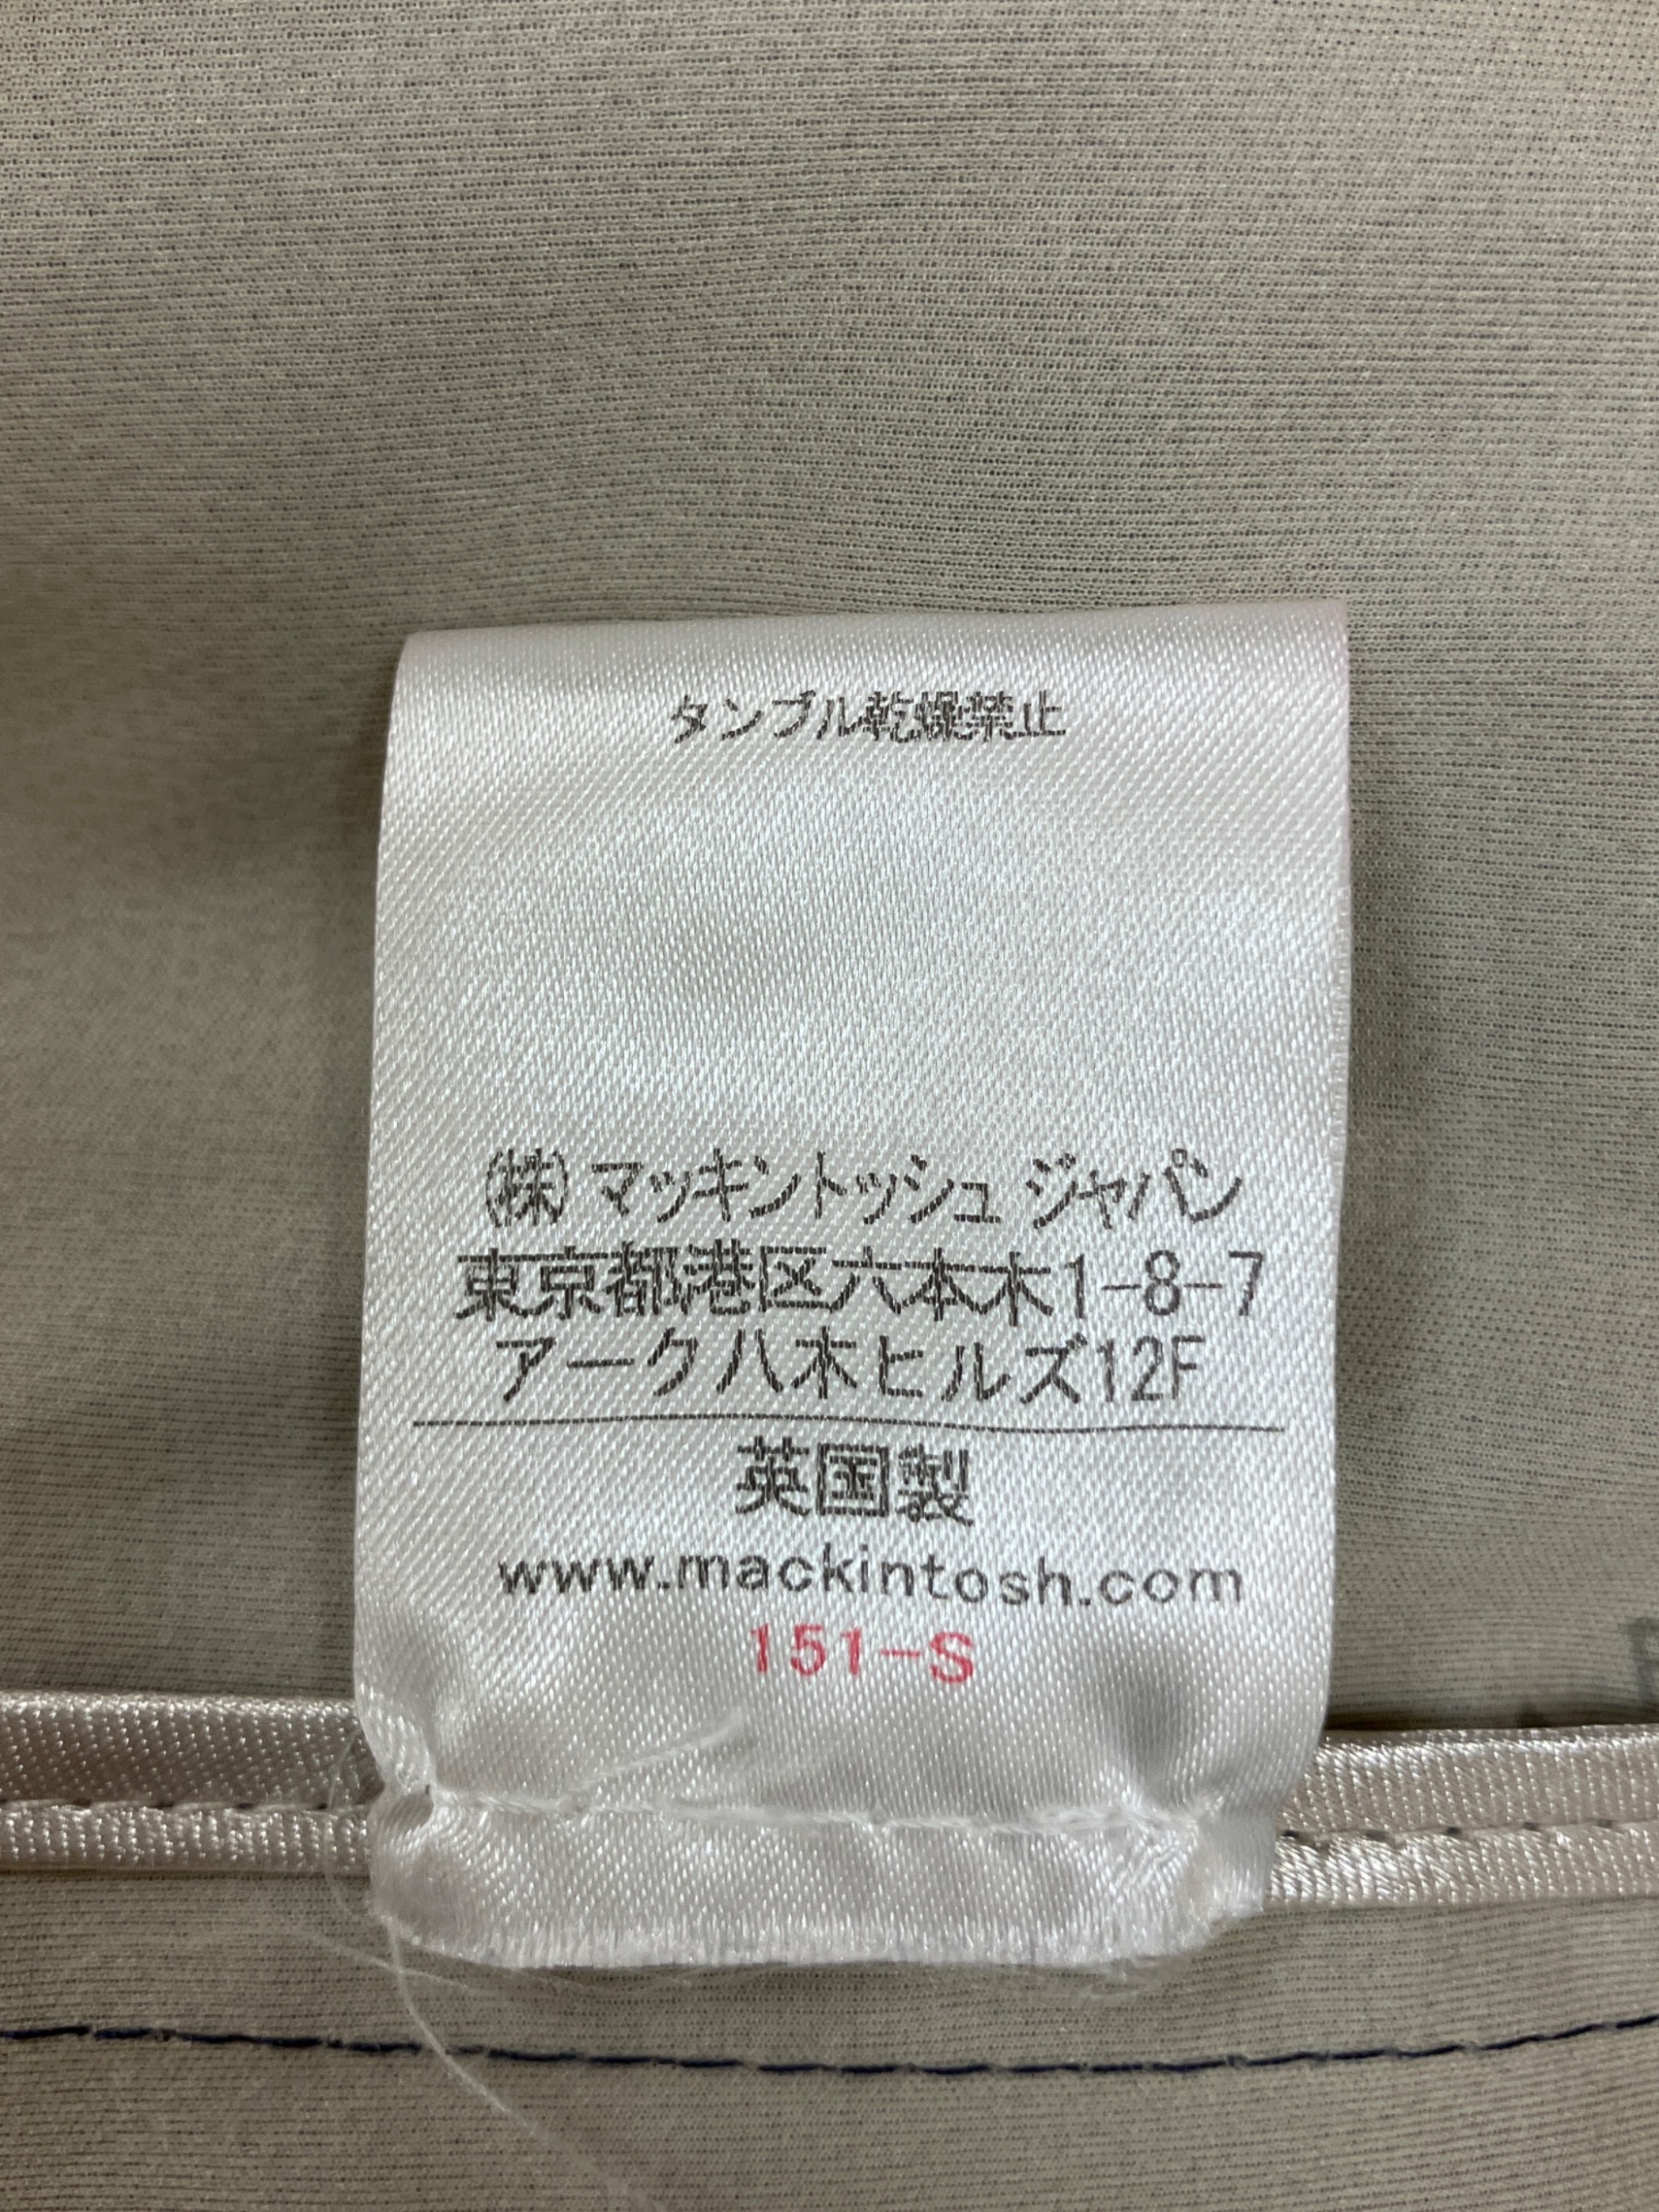 タンブル乾燥禁止
(株) マッキントッシュ ジャパン
東京都港区六本木1-8-7
アーク八木ヒルズ12F
英国製
www.mackintosh.com
151-S